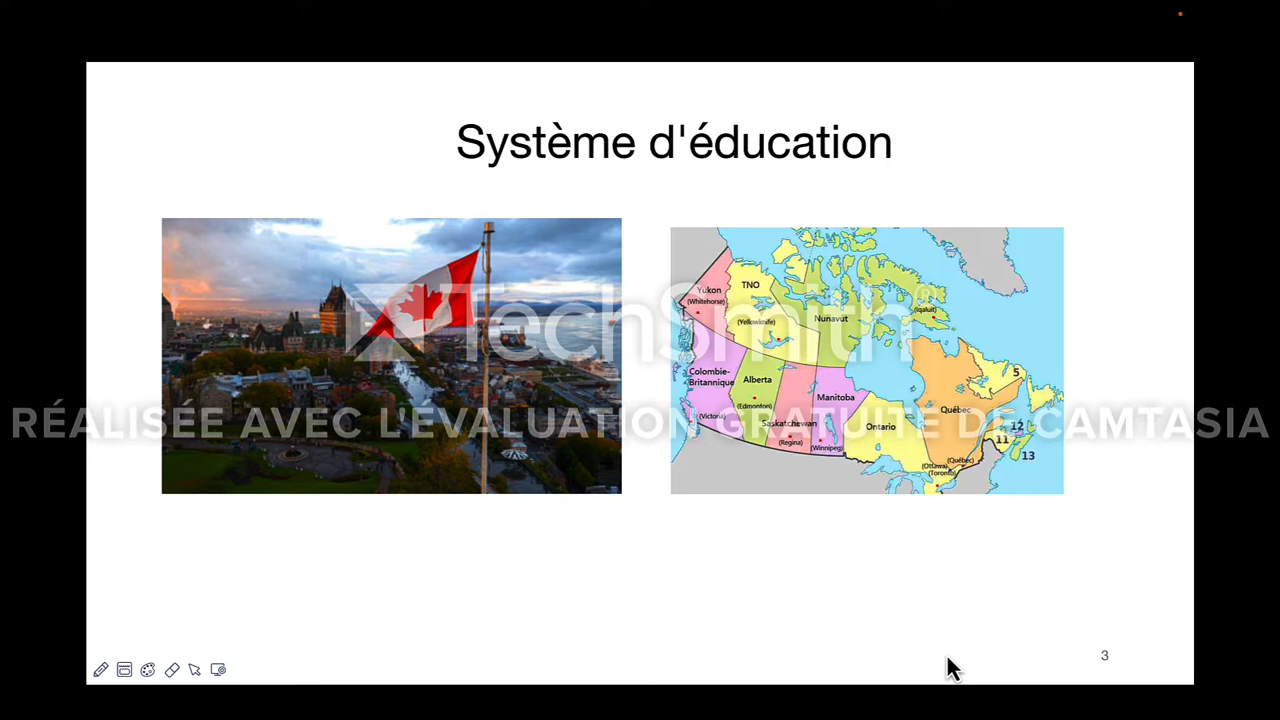 Système d'éducation
TechSmith
RÉALISÉE AVEC L'ÉVALUATION GRATUITE DE CAMTASIA
Yukon
(Whitehorse)
TNO
(Yellowknife)
Nunavut
(Iqaluit)
Colombie-
Britannique
(Victoria)
Alberta
(Edmonton)
Saskatchewan
(Regina)
Manitoba
(Winnipeg)
Ontario
(Ottawa)
(Toronto)
Québec
(Québec)
5
12
11
13
3